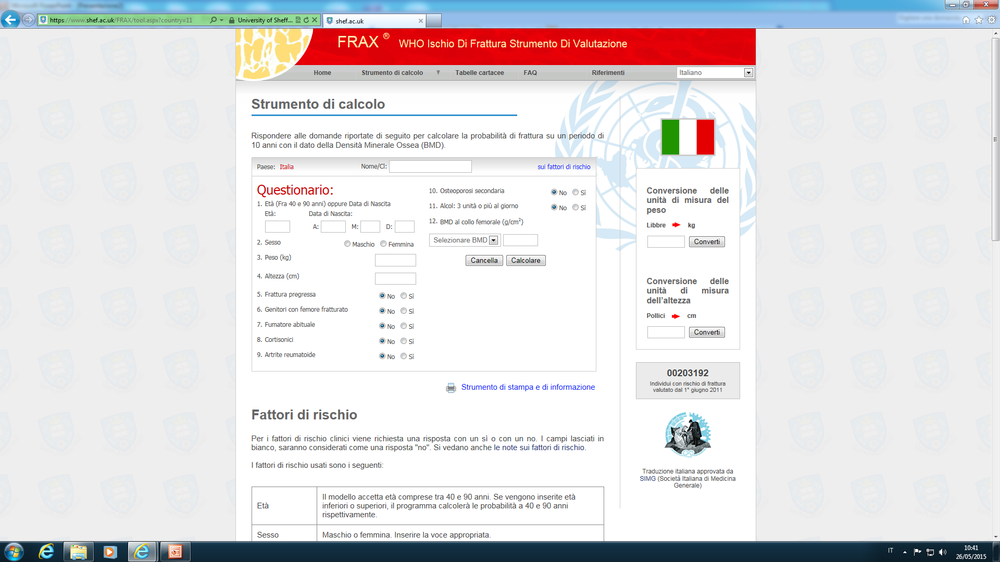 https://www.shef.ac.uk/FRAX/tool.aspx?country=11
University of Sheff...
shef.ac.uk
FRAX ®
WHO Ischio Di Frattura Strumento Di Valutazione
Home
Strumento di calcolo ▼
Tabelle cartacee
FAQ
Riferimenti
Italiano
Strumento di calcolo
Rispondere alle domande riportate di seguito per calcolare la probabilità di frattura su un periodo di
10 anni con il dato della Densità Minerale Ossea (BMD).
Paese: Italia
Nome/Cl:
sui fattori di rischio
Questionario:
1. Età (Fra 40 e 90 anni) oppure Data di Nascita
Età:
Data di Nascita:
A:
M:
D:
2. Sesso
Maschio
Femmina
3. Peso (kg)
4. Altezza (cm)
5. Frattura pregressa
No
Sì
6. Genitori con femore fratturato
No
Sì
7. Fumatore abituale
No
Sì
8. Cortisonici
No
Sì
9. Artrite reumatoide
No
Sì
10. Osteoporosi secondaria
No
Sì
11. Alcol: 3 unità o più al giorno
No
Sì
12. BMD al collo femorale (g/cm²)
Selezionare BMD
Cancella
Calcolare
Strumento di stampa e di informazione
Fattori di rischio
Per i fattori di rischio clinici viene richiesta una risposta con un sì o con un no. I campi lasciati in
bianco, saranno considerati come una risposta "no". Si vedano anche le note sui fattori di rischio.
I fattori di rischio usati sono i seguenti:
Età
Il modello accetta età comprese tra 40 e 90 anni. Se vengono inserite età
inferiori o superiori, il programma calcolerà le probabilità a 40 e 90 anni
rispettivamente.
Sesso
Maschio o femmina. Inserire la voce appropriata.
Conversione delle
unità di misura del
peso
Libbre
kg
Converti
Conversione delle
unità di misura
dell'altezza
Pollici
cm
Converti
00203192
Individui con rischio di frattura
valutato dal 1° giugno 2011
Traduzione italiana approvata da
SIMG (Società Italiana di Medicina
Generale)
IT
10:41
26/05/2015